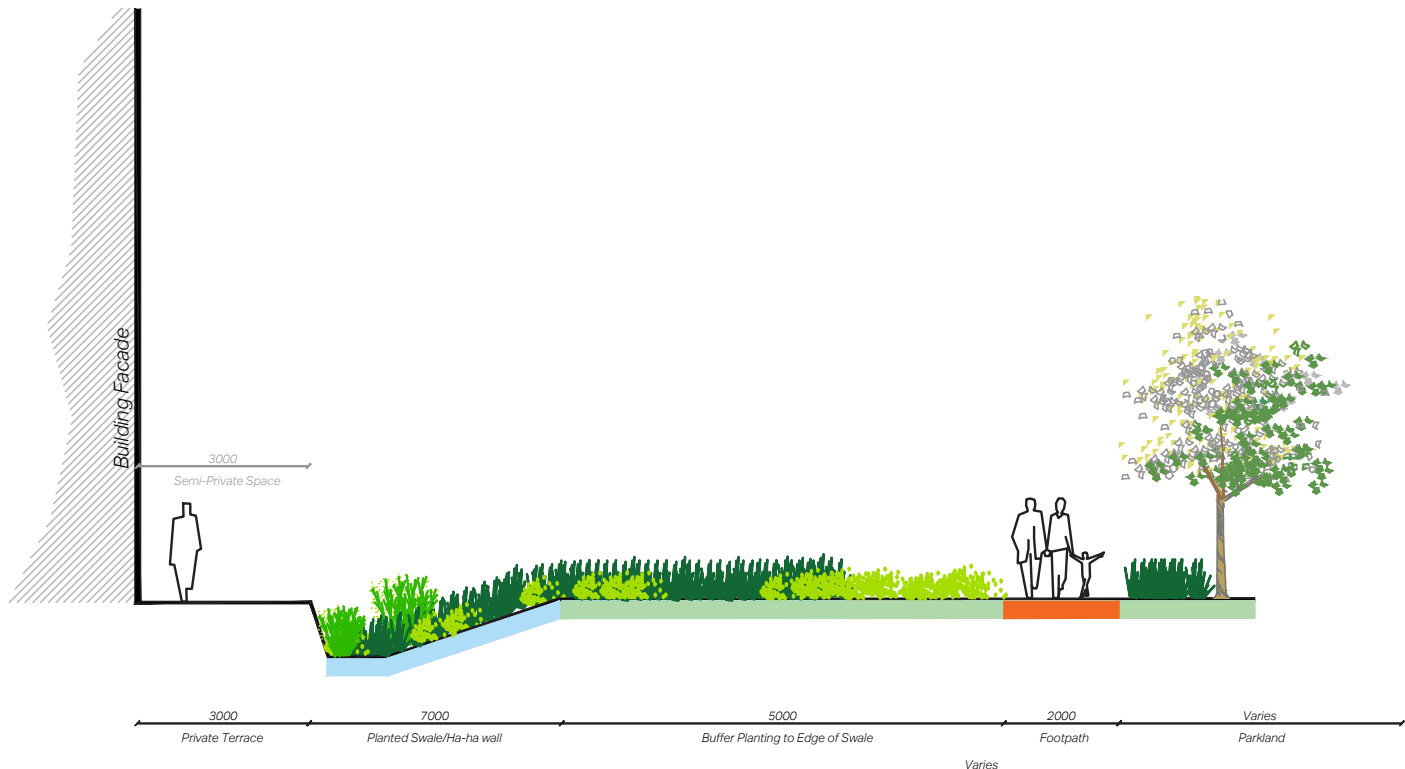 Building Facade
3000
Semi-Private Space
3000
7000
5000
2000
Varies
Private Terrace
Planted Swale/Ha-ha wall
Buffer Planting to Edge of Swale
Footpath
Parkland
Varies